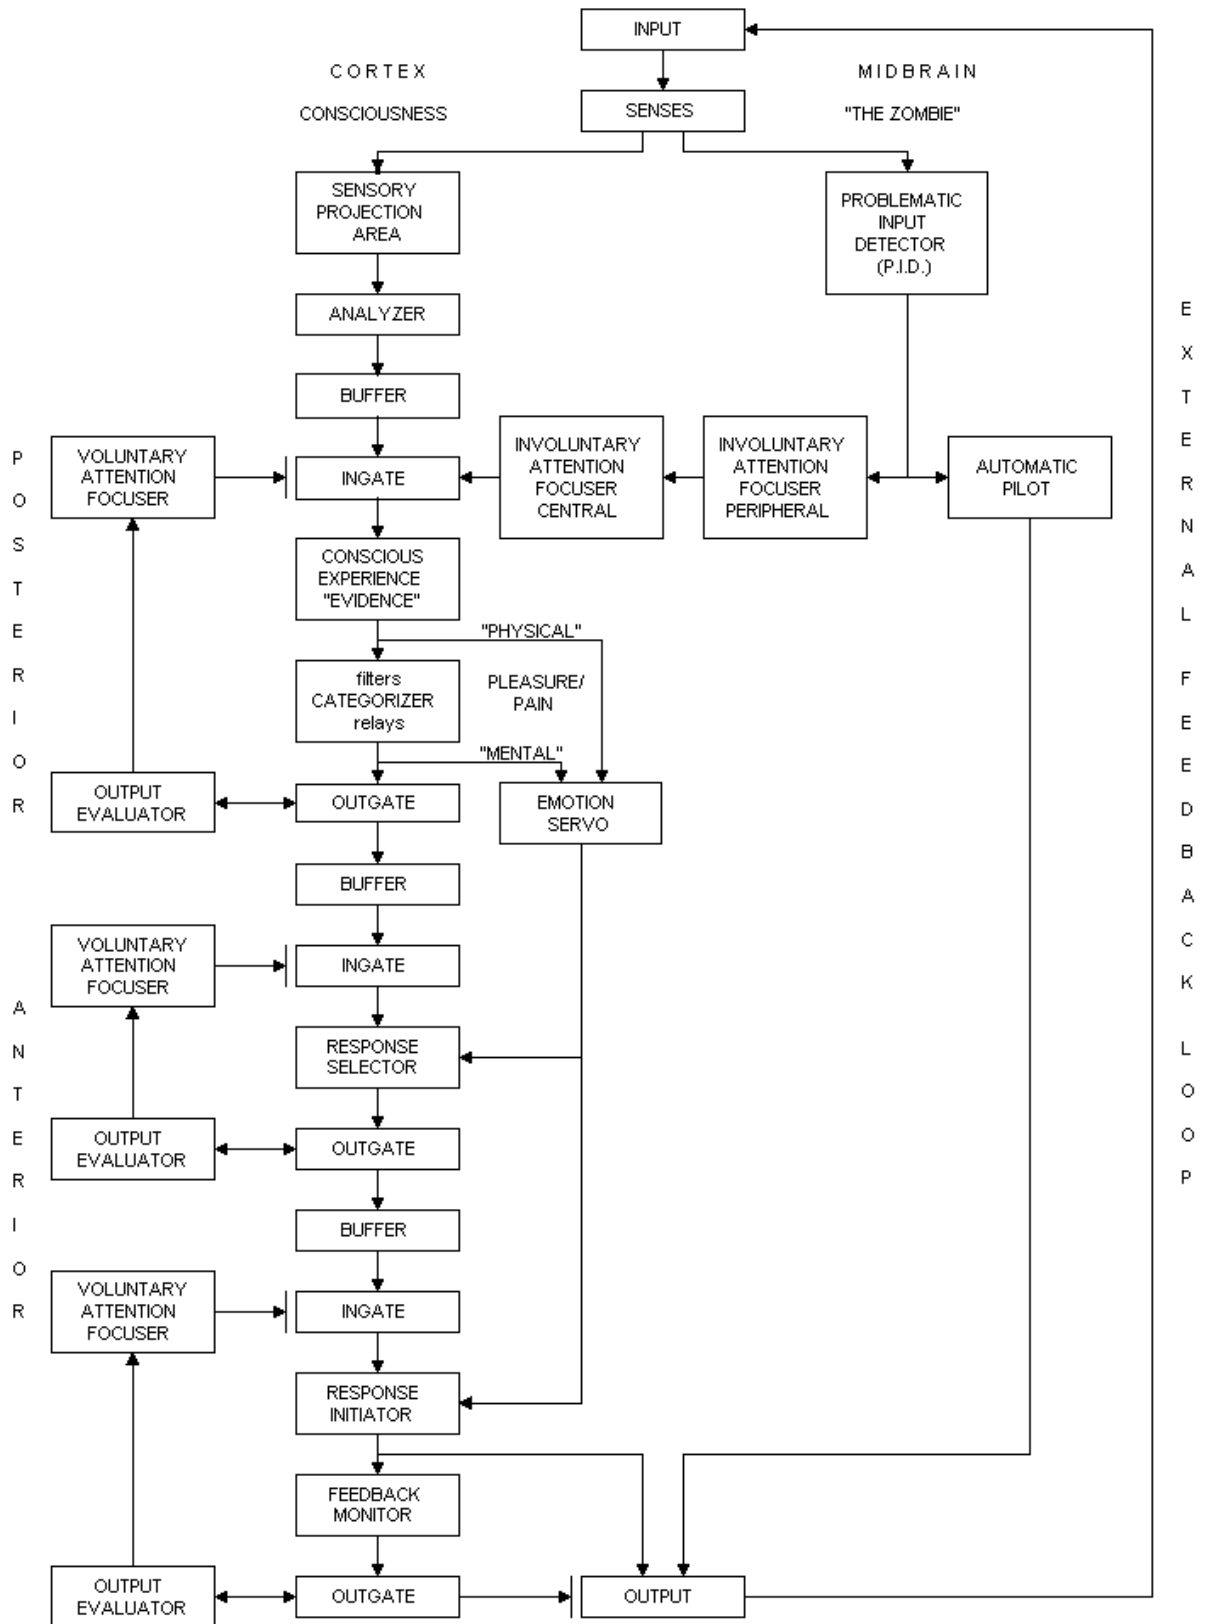 INPUT
C O R T E X
M I D B R A I N
CONSCIOUSNESS
SENSES
"THE ZOMBIE"
SENSORY
PROJECTION
AREA
PROBLEMATIC
INPUT
DETECTOR
(P.I.D.)
ANALYZER
BUFFER
VOLUNTARY
ATTENTION
FOCUSER
INGATE
INVOLUNTARY
ATTENTION
FOCUSER
CENTRAL
INVOLUNTARY
ATTENTION
FOCUSER
PERIPHERAL
AUTOMATIC
PILOT
CONSCIOUS
EXPERIENCE
"EVIDENCE"
"PHYSICAL"
filters
CATEGORIZER
relays
PLEASURE/
PAIN
"MENTAL"
OUTPUT
EVALUATOR
OUTGATE
EMOTION
SERVO
BUFFER
VOLUNTARY
ATTENTION
FOCUSER
INGATE
RESPONSE
SELECTOR
OUTPUT
EVALUATOR
OUTGATE
BUFFER
VOLUNTARY
ATTENTION
FOCUSER
INGATE
RESPONSE
INITIATOR
FEEDBACK
MONITOR
OUTPUT
EVALUATOR
OUTGATE
OUTPUT
P O S T E R I O R
A N T E R I O R
E X T E R N A L F E E D B A C K L O O P